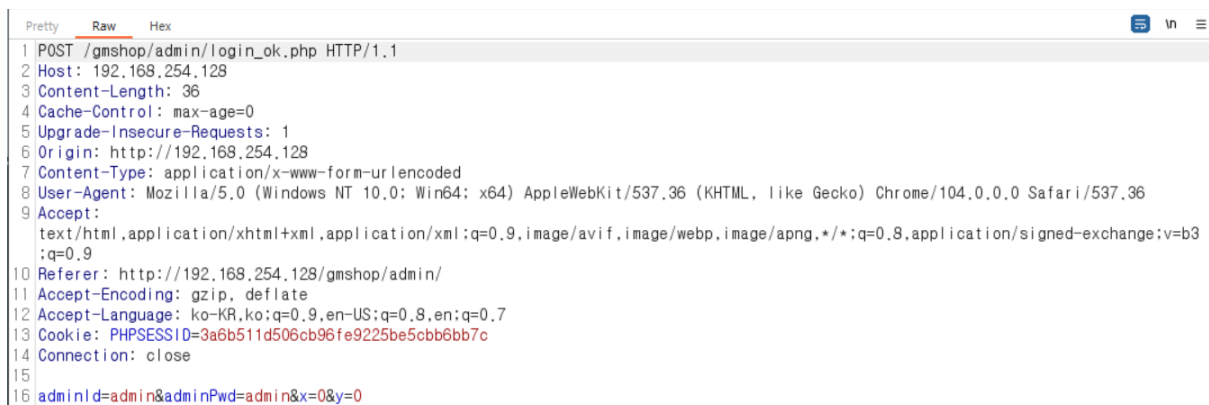 Pretty Raw Hex \n
1 POST /gmshop/admin/login_ok.php HTTP/1.1
2 Host: 192.168.254.128
3 Content-Length: 36
4 Cache-Control: max-age=0
5 Upgrade-Insecure-Requests: 1
6 Origin: http://192.168.254.128
7 Content-Type: application/x-www-form-urlencoded
8 User-Agent: Mozilla/5.0 (Windows NT 10.0; Win64; x64) AppleWebKit/537.36 (KHTML, like Gecko) Chrome/104.0.0.0 Safari/537.36
9 Accept:
text/html,application/xhtml+xml,application/xml;q=0.9,image/avif,image/webp,image/apng,*/*;q=0.8,application/signed-exchange;v=b3
;q=0.9
10 Referer: http://192.168.254.128/gmshop/admin/
11 Accept-Encoding: gzip, deflate
12 Accept-Language: ko-KR,ko;q=0.9,en-US;q=0.8,en;q=0.7
13 Cookie: PHPSESSID=3a6b511d506cb96fe9225be5cbb6bb7c
14 Connection: close
15
16 adminId=admin&adminPwd=admin&x=0&y=0